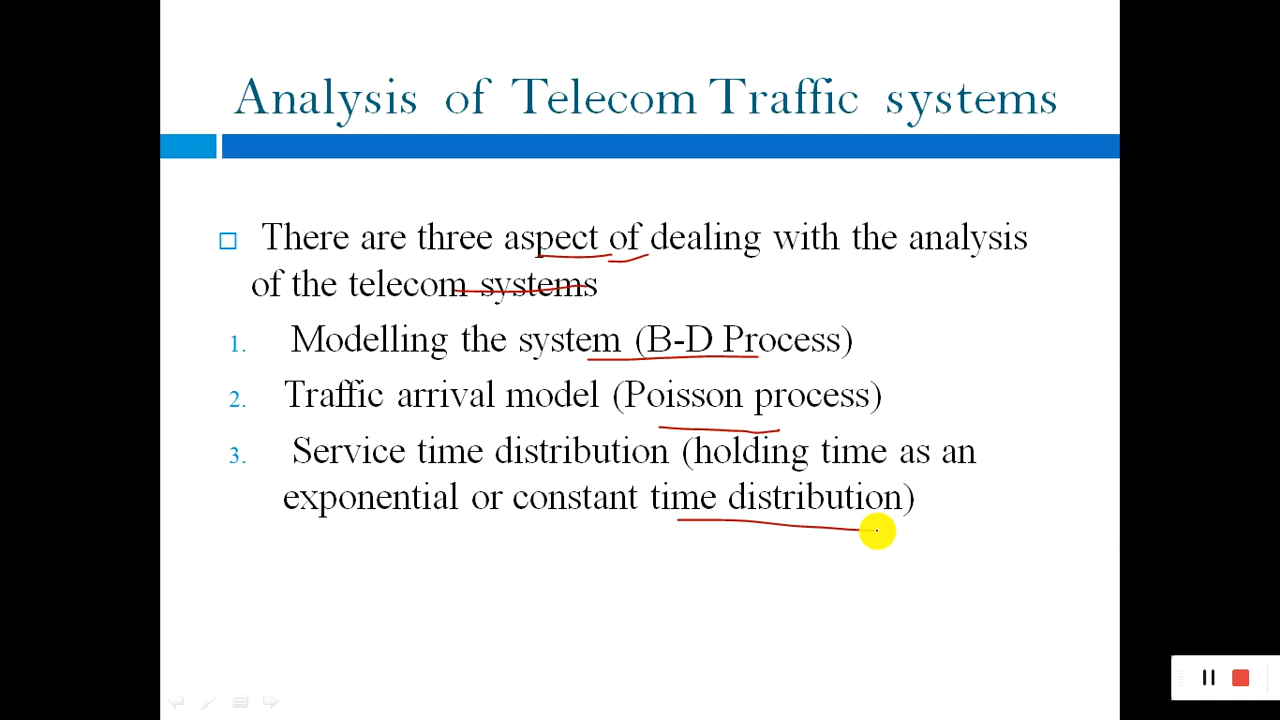 Analysis of Telecom Traffic systems
There are three aspect of dealing with the analysis
of the telecom systems
1. Modelling the system (B-D Process)
2. Traffic arrival model (Poisson process)
3. Service time distribution (holding time as an
exponential or constant time distribution)